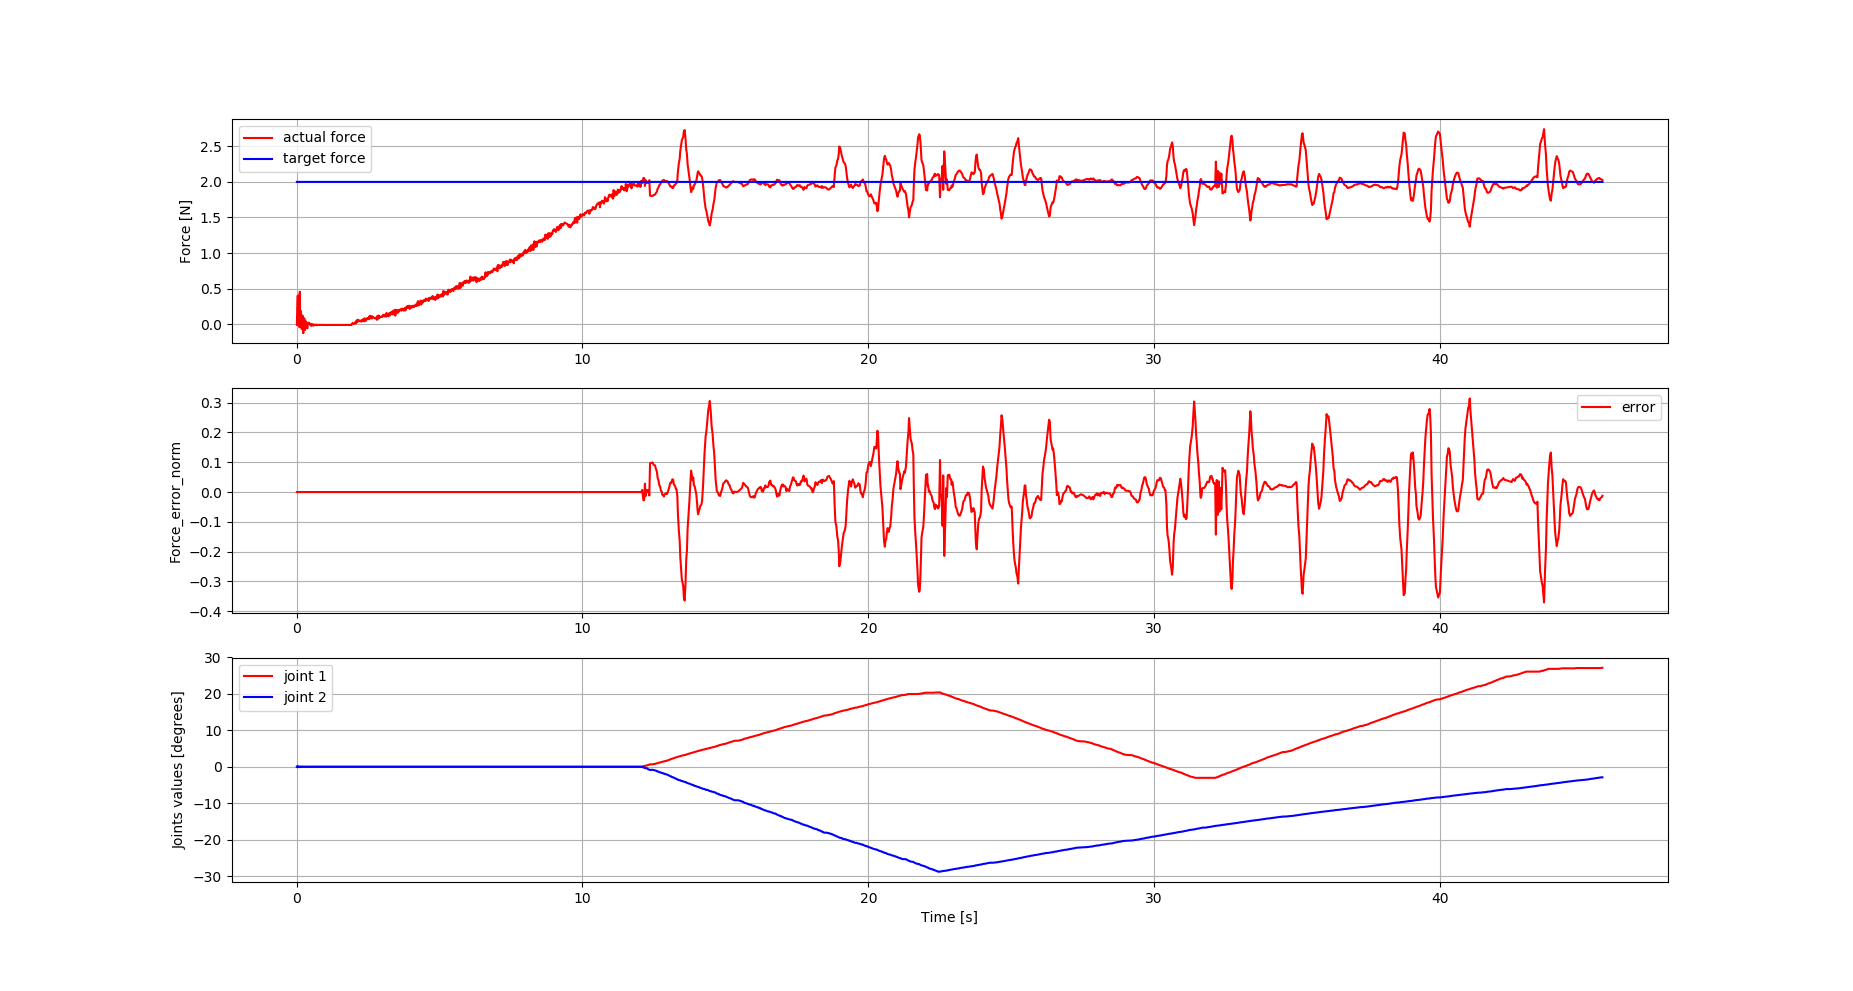 actual force
target force
Force [N]
2.5
2.0
1.5
1.0
0.5
0.0
0 10 20 30 40
error
Force_error_norm
0.3
0.2
0.1
0.0
−0.1
−0.2
−0.3
−0.4
0 10 20 30 40
joint 1
joint 2
Joints values [degrees]
30
20
10
0
−10
−20
−30
0 10 20 30 40
Time [s]